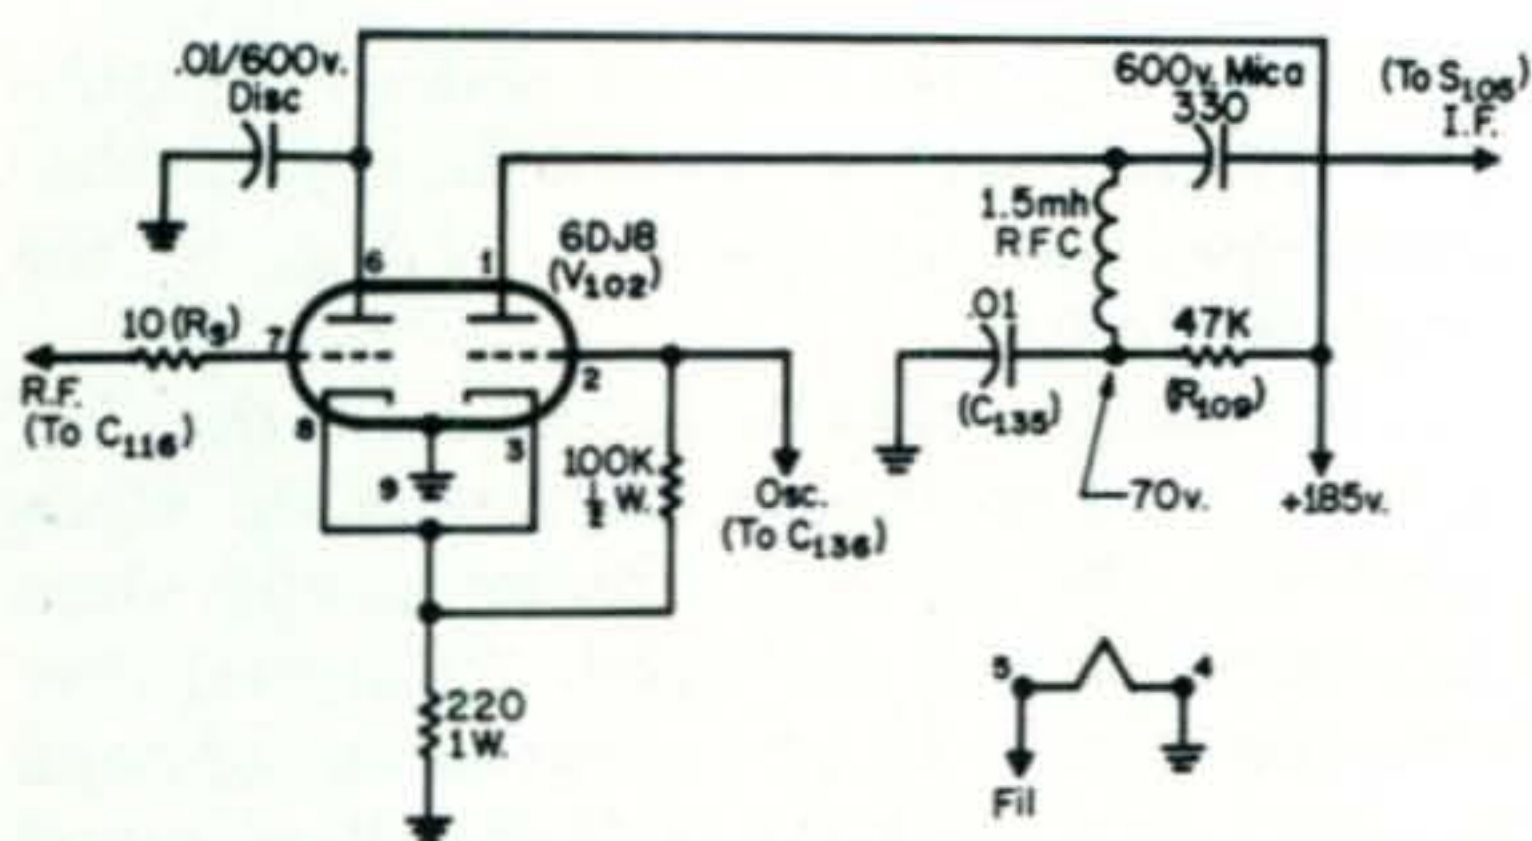 .01/600v.
Disc
600v. Mica
330
(To S105)
I.F.
6 1
6DJ8
(V102)
1.5mh
RFC
10 (R5)
7
2
.01
47K
R.F.
(To C116)
8
3
9
100K
½ W.
Osc.
(To C136)
(C135)
(R109)
70v.
+185v.
220
1W.
5
4
Fil